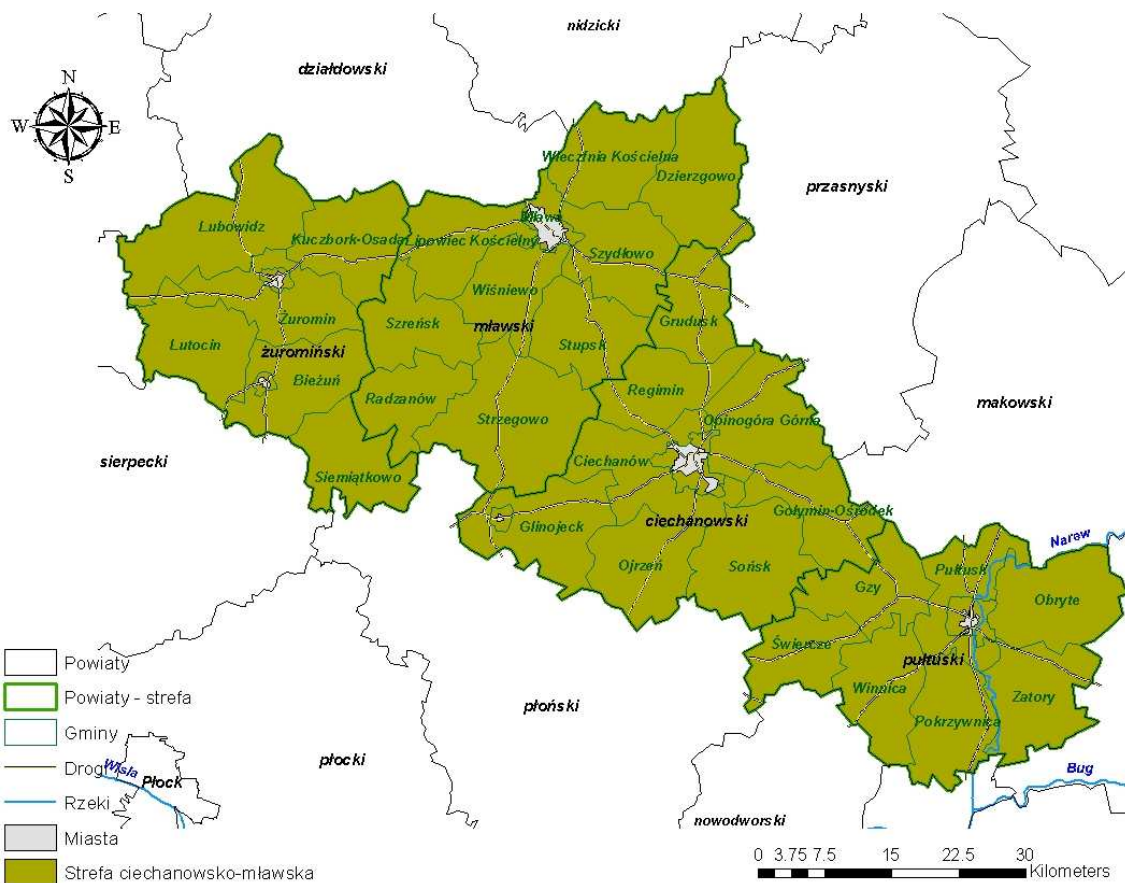 nidzicki
działdowski
N
W E
S
Wieczfnia Kościelna
Dzierzgowo
przasnyski
Lubowidz
Mława
Kuczbork-Osada
Lipowiec Kościelny
Szydłowo
Wiśniewo
Żuromin
Szreńsk
mławski
Grudusk
Lutocin
żuromiński
Stupsk
Bieżuń
Regimin
Radzanów
makowski
Strzegowo
Opinogóra Górna
sierpecki
Ciechanów
Siemiątkowo
Gołymin-Ośrodek
Glinojeck
ciechanowski
Narew
Ojrzeń
Sońsk
Pułtusk
Gzy
Obryte
Świercze
pułtuski
Winnica
Zatory
Pokrzywnica
płoński
płocki
Bug
Wisla
Płock
nowodworski
Powiaty
Powiaty - strefa
Gminy
Drogi
Rzeki
Miasta
Strefa ciechanowsko-mławska
0 3.75 7.5 15 22.5 30
Kilometers